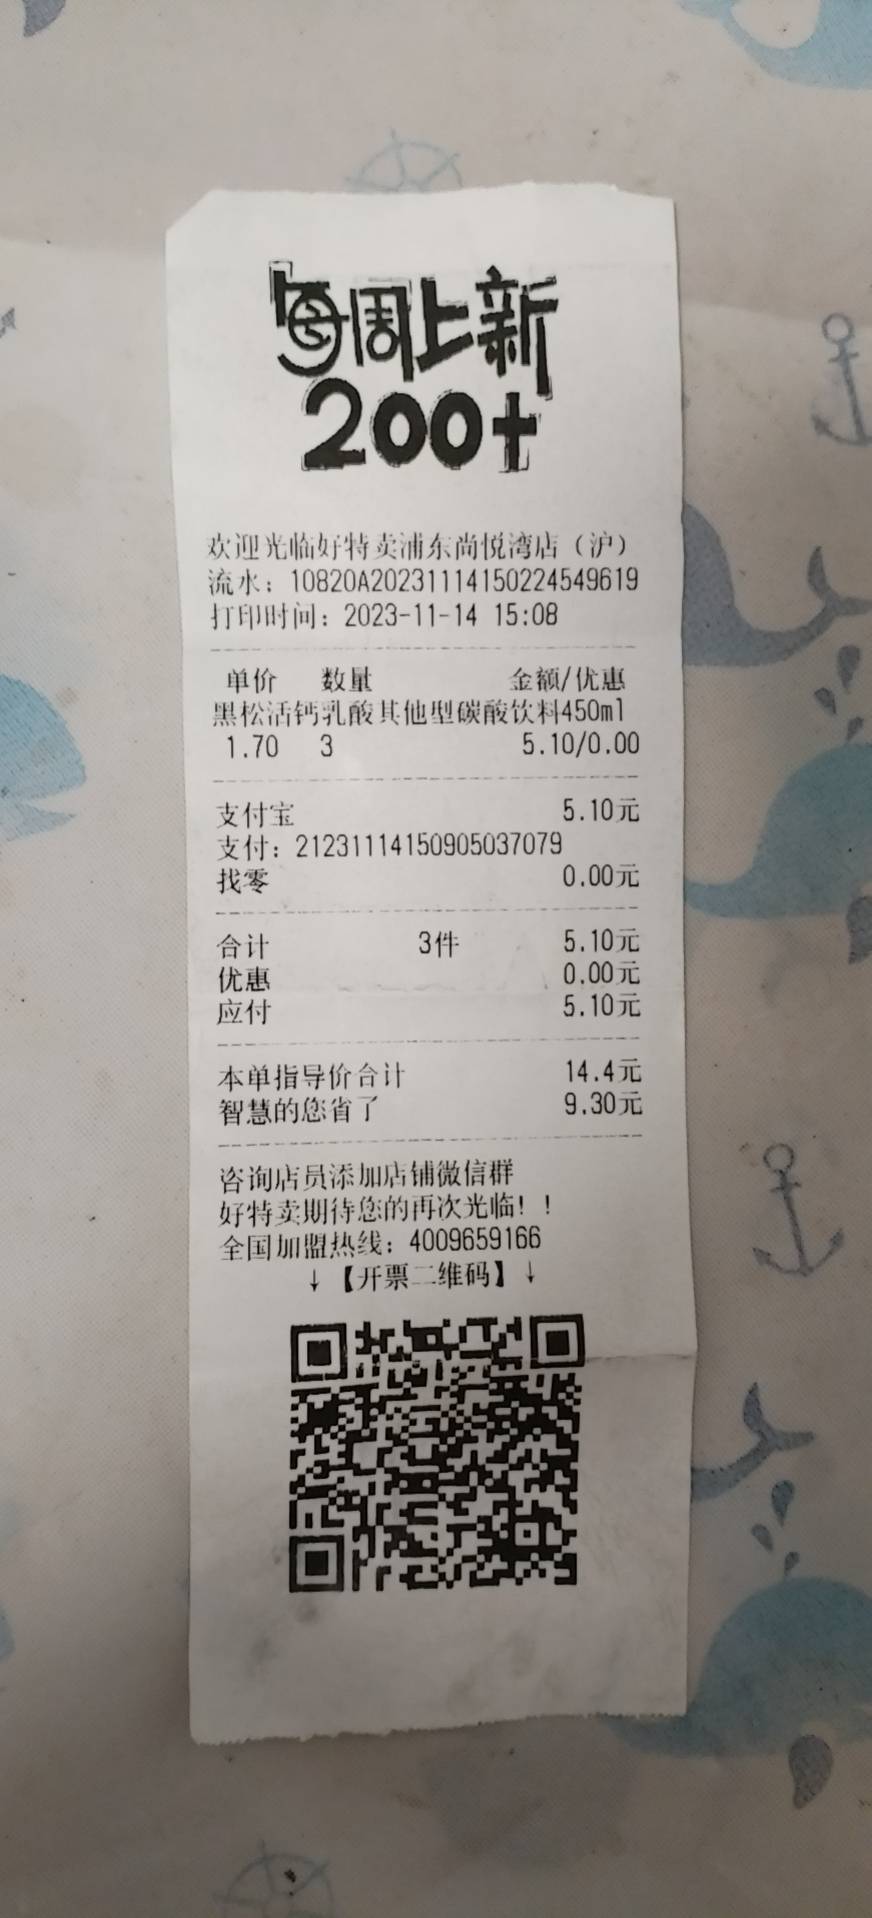 每周上新
200+
欢迎光临好特卖浦东尚悦湾店（沪）
流水：10820A20231114150224549619
打印时间：2023-11-14 15:08
单价 数量 金额/优惠
黑松活钙乳酸其他型碳酸饮料450ml
1.70 3 5.10/0.00
支付宝 5.10元
支付：21231114150905037079
找零 0.00元
合计 3件 5.10元
优惠 0.00元
应付 5.10元
本单指导价合计 14.4元
智慧的您省了 9.30元
咨询店员添加店铺微信群
好特卖期待您的再次光临！！
全国加盟热线：4009659166
↓【开票二维码】↓